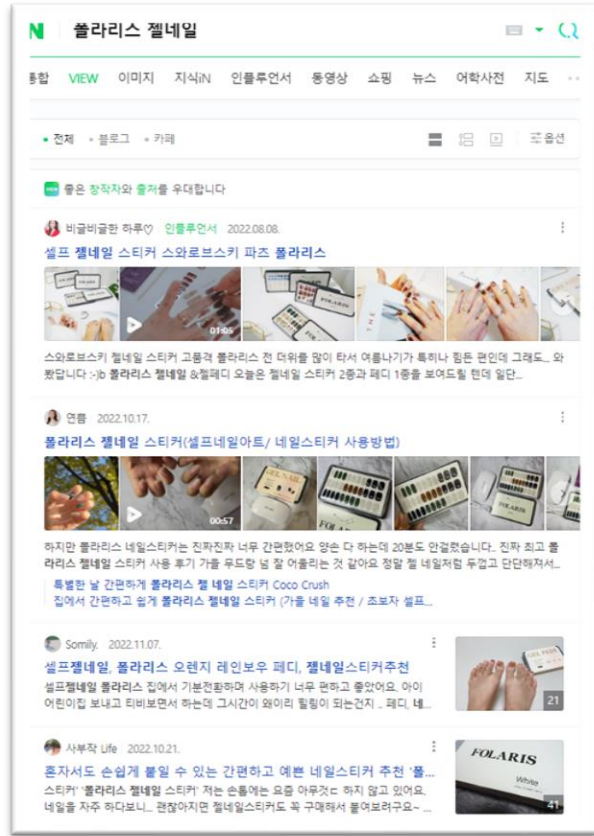 N 폴라리스 젤네일
통합 VIEW 이미지 지식iN 인플루언서 동영상 쇼핑 뉴스 어학사전 지도
전체 블로그 카페 옵션
좋은 창작자와 출처를 우대합니다
비글비글한 하루♡ 인플루언서 2022.08.08.
셀프 젤네일 스티커 스와로브스키 파츠 폴라리스
01:05
스와로브스키 젤네일 스티커 고품격 폴라리스 전 더위를 많이 타서 여름나기가 특히나 힘든 편인데 그래도... 와
봤답니다 :-)b 폴라리스 젤네일 &젤페디 오늘은 젤네일 스티커 2종과 페디 1종을 보여드릴 텐데 일단...
연쁨 2022.10.17.
폴라리스 젤네일 스티커(셀프네일아트/ 네일스티커 사용방법)
GEL NAIL
POLARIS
00:57
하지만 폴라리스 네일스티커는 진짜진짜 너무 간편했어요 양손 다 하는데 20분도 안걸렸습니다.. 진짜 최고 폴
라리스 젤네일 스티커 사용 후기 가을 무드랑 넘 잘 어울리는 것 같아요 정말 젤 네일처럼 두껍고 단단해져서...
특별한 날 간편하게 폴라리스 젤 네일 스티커 Coco Crush
집에서 간편하고 쉽게 폴라리스 젤네일 스티커 (가을 네일 추천 / 초보자 셀프...
Somily. 2022.11.07.
셀프젤네일, 폴라리스 오렌지 레인보우 페디, 젤네일스티커추천
셀프젤네일 폴라리스 집에서 기분전환하며 사용하기 너무 편하고 좋았어요. 아이
어린이집 보내고 티비보면서 하는데 그시간이 왜이리 힐링이 되는건지 .. 페디, 네...
21
사부작 Life 2022.10.21.
혼자서도 손쉽게 붙일 수 있는 간편하고 예쁜 네일스티커 추천 '폴...
스티커' '폴라리스 젤네일 스티커' 저는 손톱에는 요즘 아무것ㄷ 하지 않고 있어요.
네일을 자주 하다보니... 괜찮아지면 젤네일스티커도 꼭 구매해서 붙여보려구요~ ...
FOLARIS
White
41